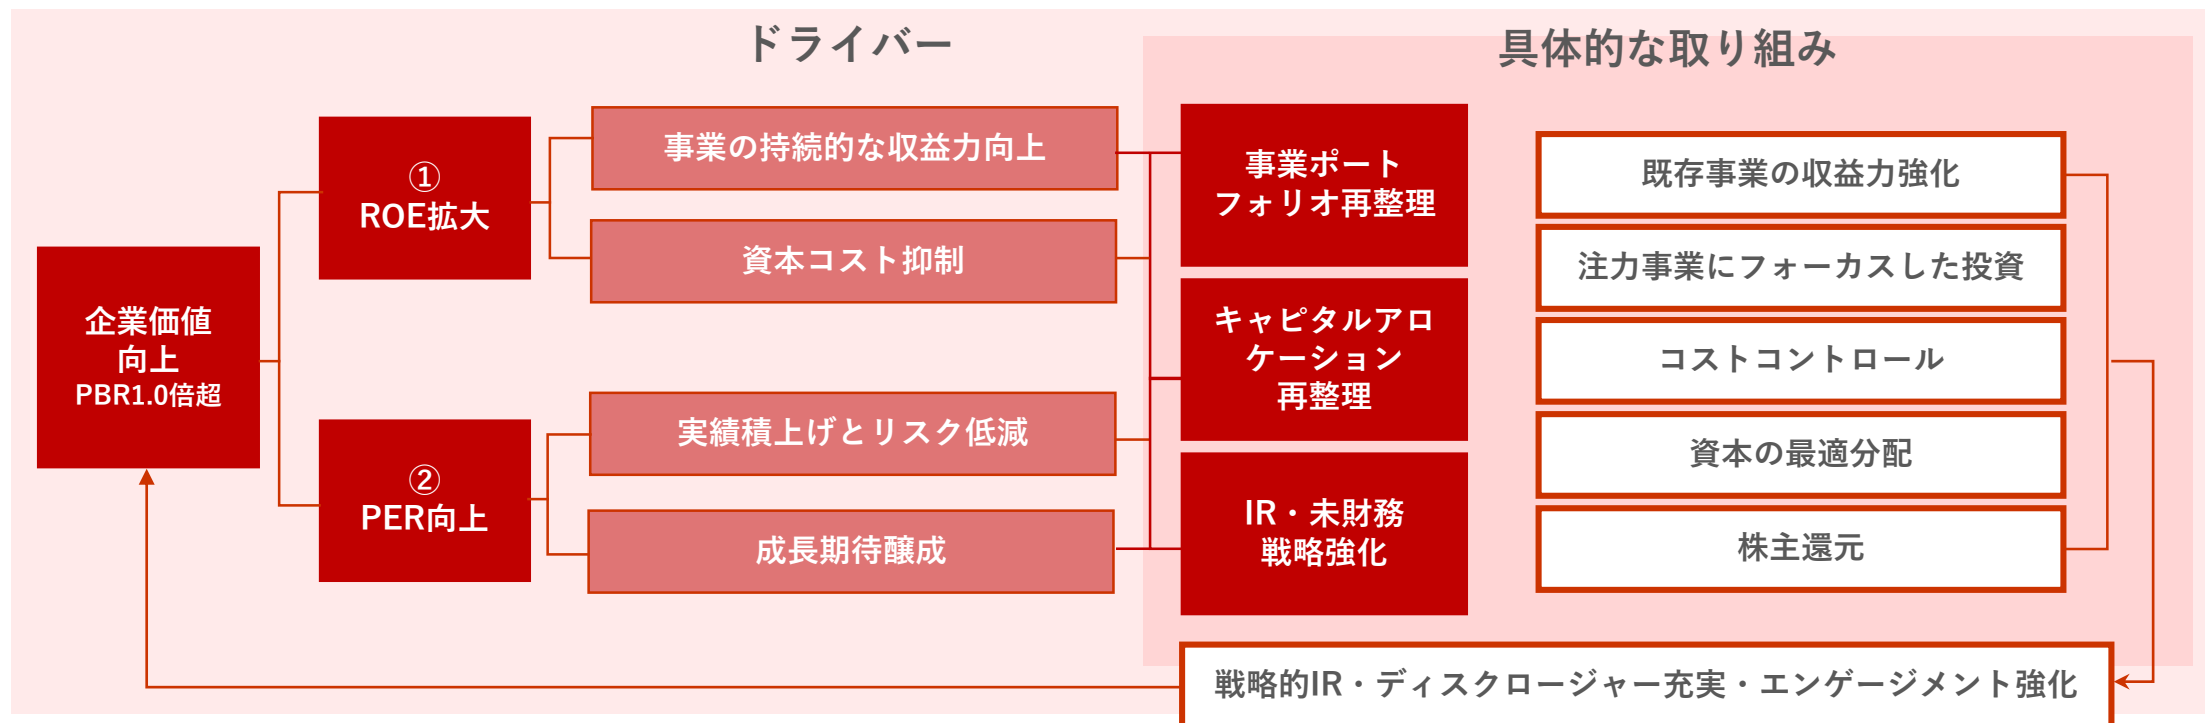 ドライバー
具体的な取り組み
企業価値
向上
PBR1.0倍超
①
ROE拡大
②
PER向上
事業の持続的な収益力向上
資本コスト抑制
実績積上げとリスク低減
成長期待醸成
事業ポート
フォリオ再整理
キャピタルアロ
ケーション
再整理
IR・未財務
戦略強化
既存事業の収益力強化
注力事業にフォーカスした投資
コストコントロール
資本の最適分配
株主還元
戦略的IR・ディスクロージャー充実・エンゲージメント強化